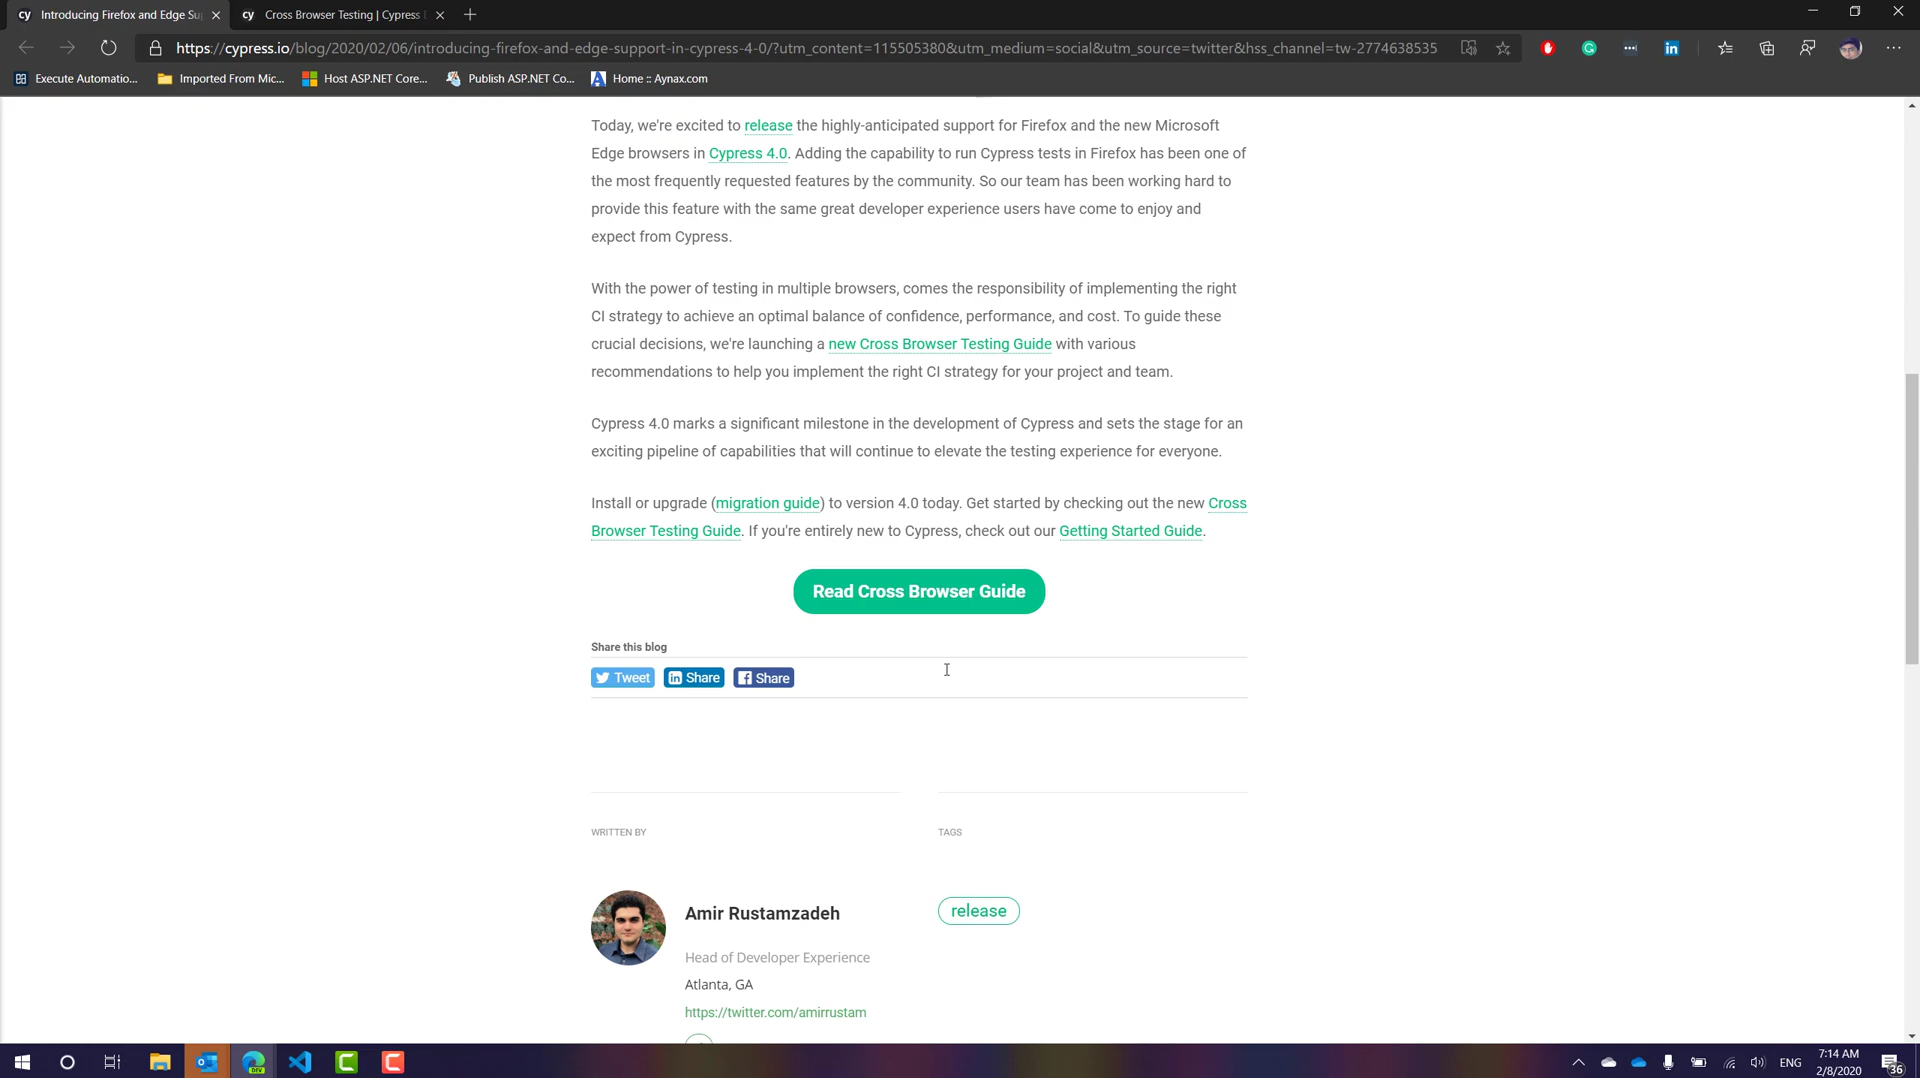 Introducing Firefox and Edge Su
Cross Browser Testing | Cypress
https://cypress.io/blog/2020/02/06/introducing-firefox-and-edge-support-in-cypress-4-0/?utm_content=115505380&utm_medium=social&utm_source=twitter&hss_channel=tw-2774638535
Execute Automatio...
Imported From Mic...
Host ASP.NET Core...
Publish ASP.NET Co...
Home :: Aynax.com
Today, we're excited to release the highly-anticipated support for Firefox and the new Microsoft
Edge browsers in Cypress 4.0. Adding the capability to run Cypress tests in Firefox has been one of
the most frequently requested features by the community. So our team has been working hard to
provide this feature with the same great developer experience users have come to enjoy and
expect from Cypress.
With the power of testing in multiple browsers, comes the responsibility of implementing the right
CI strategy to achieve an optimal balance of confidence, performance, and cost. To guide these
crucial decisions, we're launching a new Cross Browser Testing Guide with various
recommendations to help you implement the right CI strategy for your project and team.
Cypress 4.0 marks a significant milestone in the development of Cypress and sets the stage for an
exciting pipeline of capabilities that will continue to elevate the testing experience for everyone.
Install or upgrade (migration guide) to version 4.0 today. Get started by checking out the new Cross
Browser Testing Guide. If you're entirely new to Cypress, check out our Getting Started Guide.
Read Cross Browser Guide
Share this blog
Tweet
Share
Share
WRITTEN BY
TAGS
Amir Rustamzadeh
release
Head of Developer Experience
Atlanta, GA
https://twitter.com/amirrustam
ENG
7:14 AM
2/8/2020
36